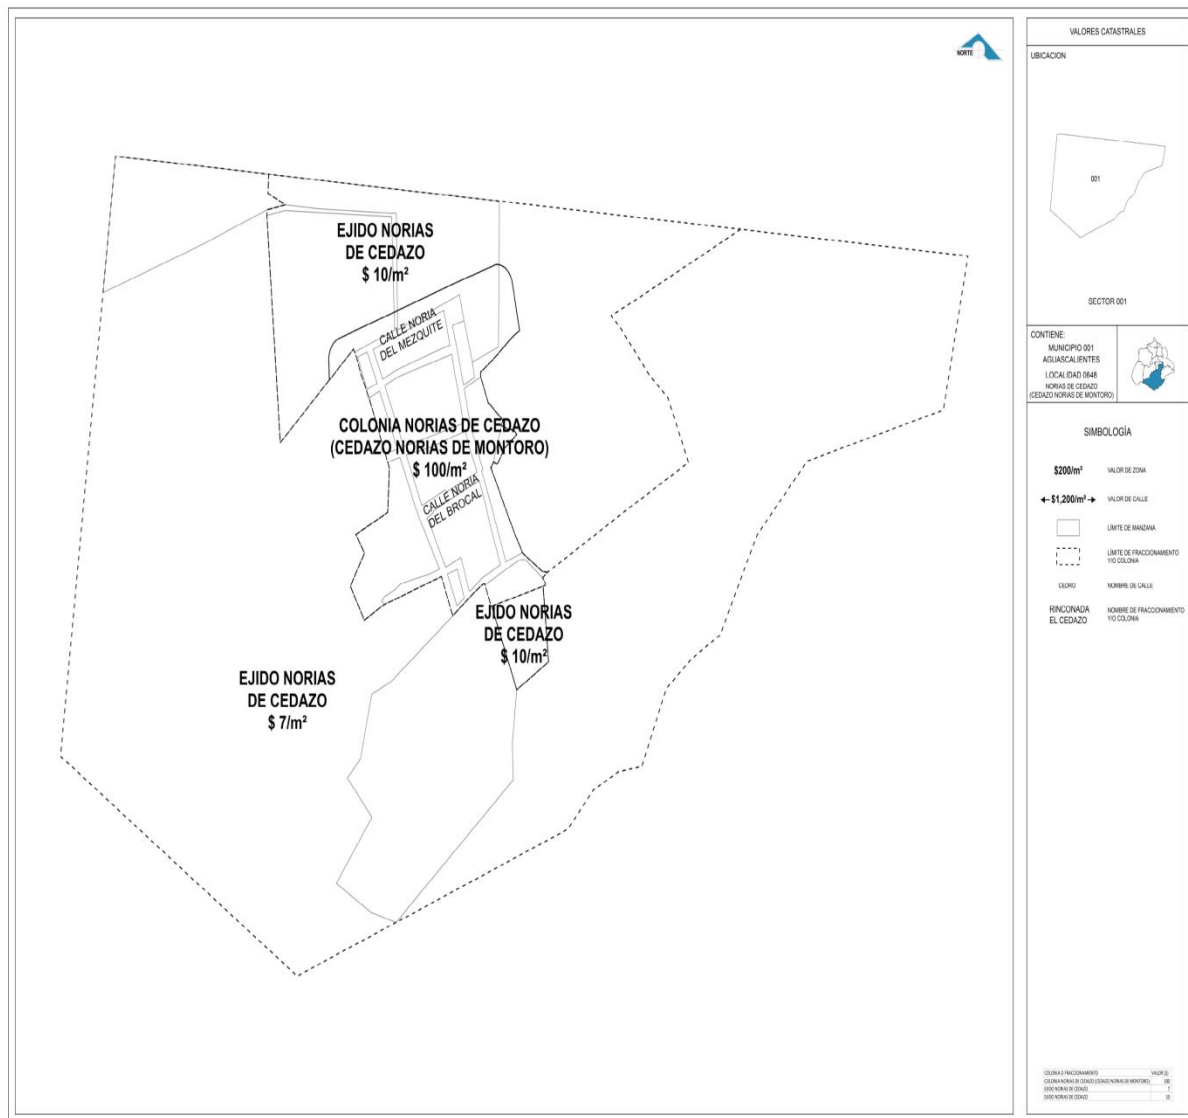 NORTE
EJIDO NORIAS
DE CEDAZO
$ 10/m²
CALLE NORIA
DEL MEZQUITE
COLONIA NORIAS DE CEDAZO
(CEDAZO NORIAS DE MONTORO)
$ 100/m²
CALLE NORIA
DEL BROCAL
EJIDO NORIAS
DE CEDAZO
$ 10/m²
EJIDO NORIAS
DE CEDAZO
$ 7/m²
VALORES CATASTRALES
UBICACION
001
SECTOR 001
CONTIENE:
MUNICIPIO 001
AGUASCALIENTES
LOCALIDAD 0648
NORIAS DE CEDAZO
(CEDAZO NORIAS DE MONTORO)
SIMBOLOGÍA
$200/m² VALOR DE ZONA
$1,200/m² VALOR DE CALLE
LÍMITE DE MANZANA
LÍMITE DE FRACCIONAMIENTO
Y/O COLONIA
CEDRO NOMBRE DE CALLE
RINCONADA
EL CEDAZO
NOMBRE DE FRACCIONAMIENTO
Y/O COLONIA
COLONIA O FRACCIONAMIENTO VALOR ($)
COLONIA NORIAS DE CEDAZO (CEDAZO NORIAS DE MONTORO) 100
EJIDO NORIAS DE CEDAZO 7
EJIDO NORIAS DE CEDAZO 10